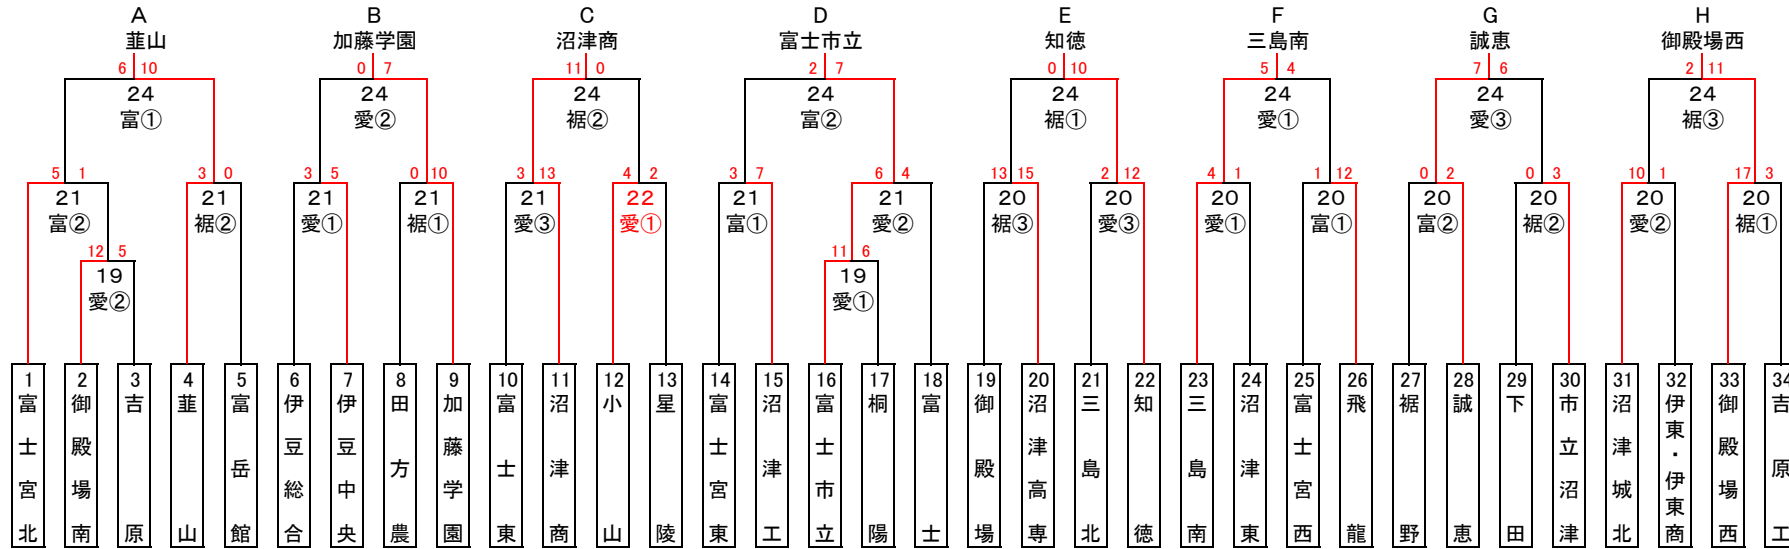 A B C D E F G H
韮山 加藤学園 沼津商 富士市立 知徳 三島南 誠恵 御殿場西
6 10 0 7 11 0 2 7 0 10 5 4 7 6 2 11
24 24 24 24 24 24 24 24
富① 愛② 裾② 富② 裾① 愛① 愛③ 裾③
5 1 3 0 3 5 0 10 3 13 4 2 3 7 6 4 13 15 2 12 4 1 1 12 0 2 0 3 10 1 17 3
21 21 21 21 21 22 21 21 20 20 20 20 20 20 20 20
富② 裾② 愛① 裾① 愛③ 愛① 富① 愛② 裾③ 愛③ 愛① 富① 富② 裾② 愛② 裾①
12 5 11 6
19 19
愛② 愛①
1 富士宮北
2 御殿場南
3 吉原
4 韮山
5 富岳館
6 伊豆総合
7 伊豆中央
8 田方農
9 加藤学園
10 富士東
11 沼津商
12 小山
13 星陵
14 富士宮東
15 沼津工
16 富士市立
17 桐陽
18 富士
19 御殿場
20 沼津高専
21 三島北
22 知徳
23 三島南
24 沼津東
25 富士宮西
26 飛龍
27 裾野
28 誠恵
29 下田
30 市立沼津
31 沼津城北
32 伊東・伊東商
33 御殿場西
34 吉原工